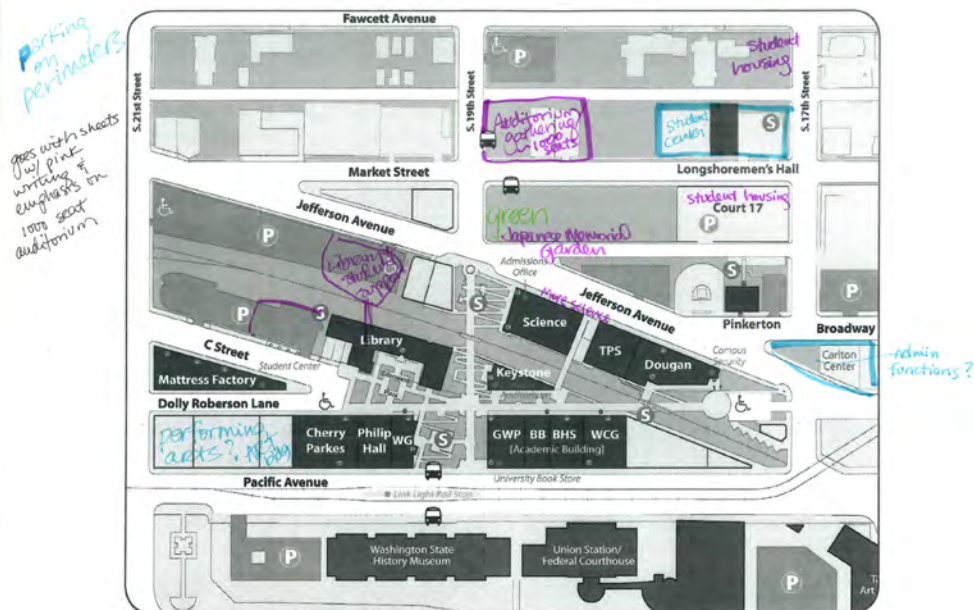 Fawcett Avenue
parking
on
perimeters
P
student
housing
S. 21st Street
S. 19th Street
S. 17th Street
goes with sheets
w/ pink
writing &
emphasis on
1000 seat
auditorium
Auditorium
gathering
1000
seats
Student
center
S
Market Street
Longshoremen's Hall
Jefferson Avenue
green
Japanese Memorial
garden
student housing
Court 17
P
P
Library &
student
Admissions
Office
More science
S
S
P
P
S
S
Science
Jefferson Avenue
Pinkerton
Broadway
Library
TPS
Dougan
Campus
Security
Carlton
Center
Admin
functions?
C Street
Student Center
Mattress Factory
Keystone
Auditorium
Dolly Roberson Lane
S
performing
arts?
bldg
Cherry
Parkes
Philip
Hall
WG
S
GWP
BB
BHS
WCG
[Academic Building]
Pacific Avenue
University Book Store
Link Light Rail Stop
P
Washington State
History Museum
Union Station/
Federal Courthouse
P
Art